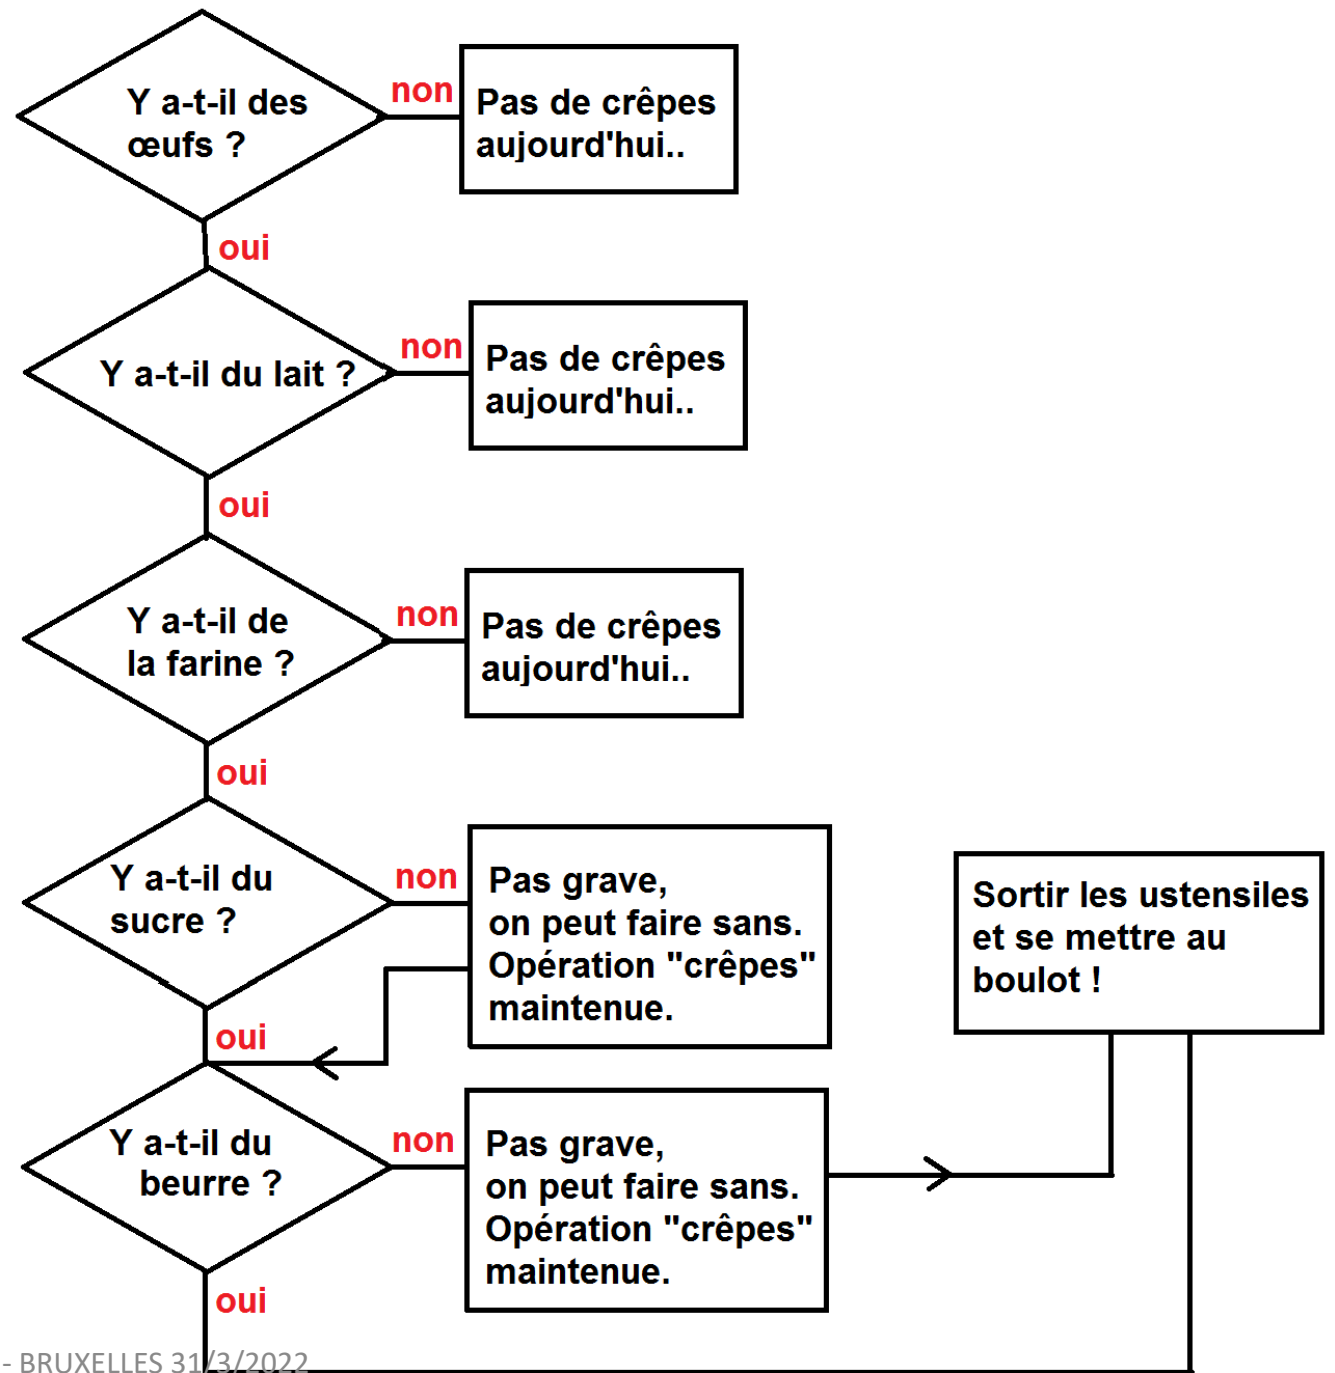 Y a-t-il des
œufs ?
non
Pas de crêpes
aujourd'hui..
oui
Y a-t-il du lait ?
non
Pas de crêpes
aujourd'hui..
oui
Y a-t-il de
la farine ?
non
Pas de crêpes
aujourd'hui..
oui
Y a-t-il du
sucre ?
non
Pas grave,
on peut faire sans.
Opération "crêpes"
maintenue.
Sortir les ustensiles
et se mettre au
boulot !
oui
Y a-t-il du
beurre ?
non
Pas grave,
on peut faire sans.
Opération "crêpes"
maintenue.
oui
- BRUXELLES 31/3/2022